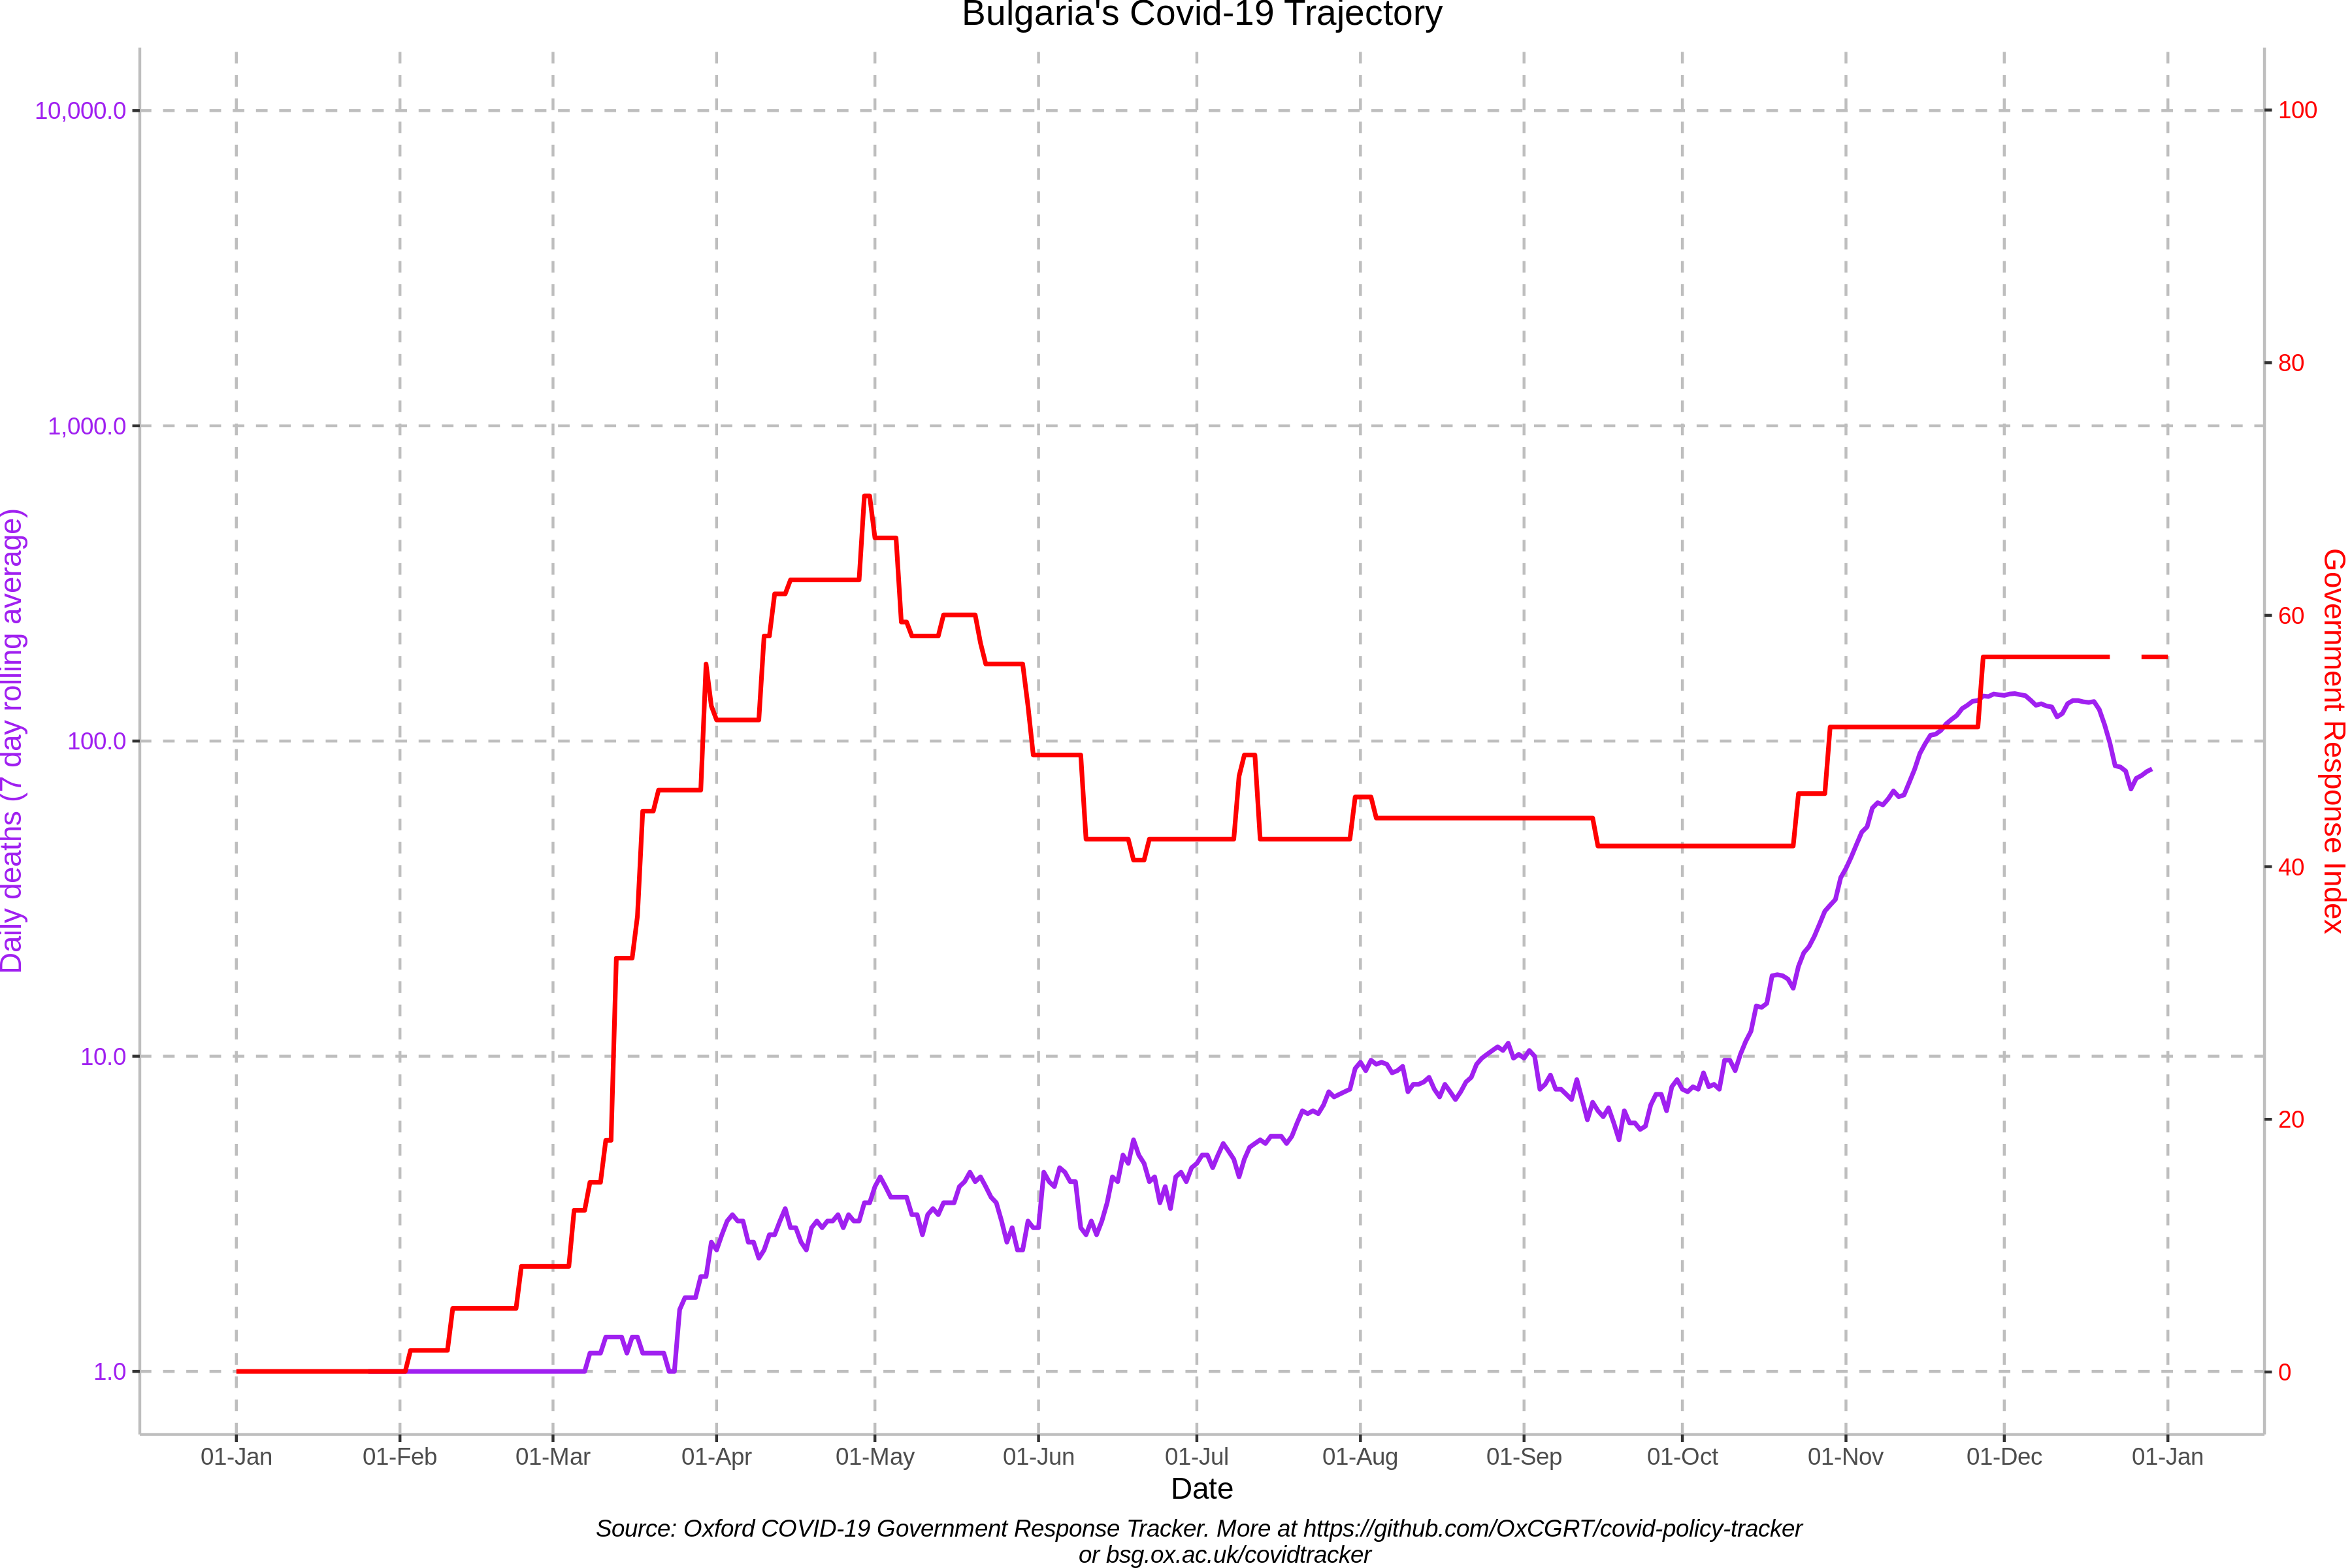 Bulgaria's Covid-19 Trajectory
10,000.0
1,000.0
100.0
10.0
1.0
Daily deaths (7 day rolling average)
100
80
60
40
20
0
Government Response Index
01-Jan 01-Feb 01-Mar 01-Apr 01-May 01-Jun 01-Jul 01-Aug 01-Sep 01-Oct 01-Nov 01-Dec 01-Jan
Date
Source: Oxford COVID-19 Government Response Tracker. More at https://github.com/OxCGRT/covid-policy-tracker
or bsg.ox.ac.uk/covidtracker